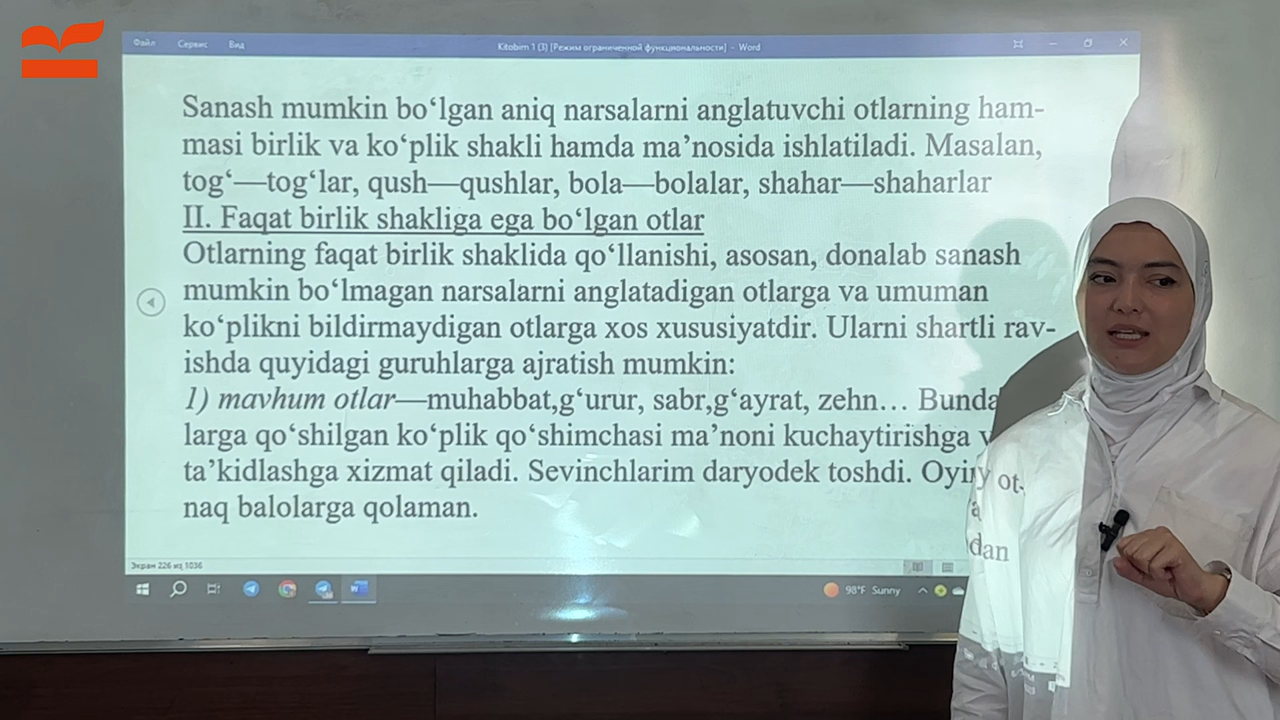 Файл Сервис Вид
Kitobim 1 (3) [Режим ограниченной функциональности] - Word
Sanash mumkin bo‘lgan aniq narsalarni anglatuvchi otlarning ham-
masi birlik va ko‘plik shakli hamda ma’nosida ishlatiladi. Masalan,
tog‘—tog‘lar, qush—qushlar, bola—bolalar, shahar—shaharlar
II. Faqat birlik shakliga ega bo‘lgan otlar
Otlarning faqat birlik shaklida qo‘llanishi, asosan, donalab sanash
mumkin bo‘lmagan narsalarni anglatadigan otlarga va umuman
ko‘plikni bildirmaydigan otlarga xos xususiyatdir. Ularni shartli rav-
ishda quyidagi guruhlarga ajratish mumkin:
1) mavhum otlar—muhabbat,g‘urur, sabr,g‘ayrat, zehn… Bunda
larga qo‘shilgan ko‘plik qo‘shimchasi ma’noni kuchaytirishga
ta’kidlashga xizmat qiladi. Sevinchlarim daryodek toshdi.
naq balolarga qolaman.
Экран 226 из 1036
98°F Sunny